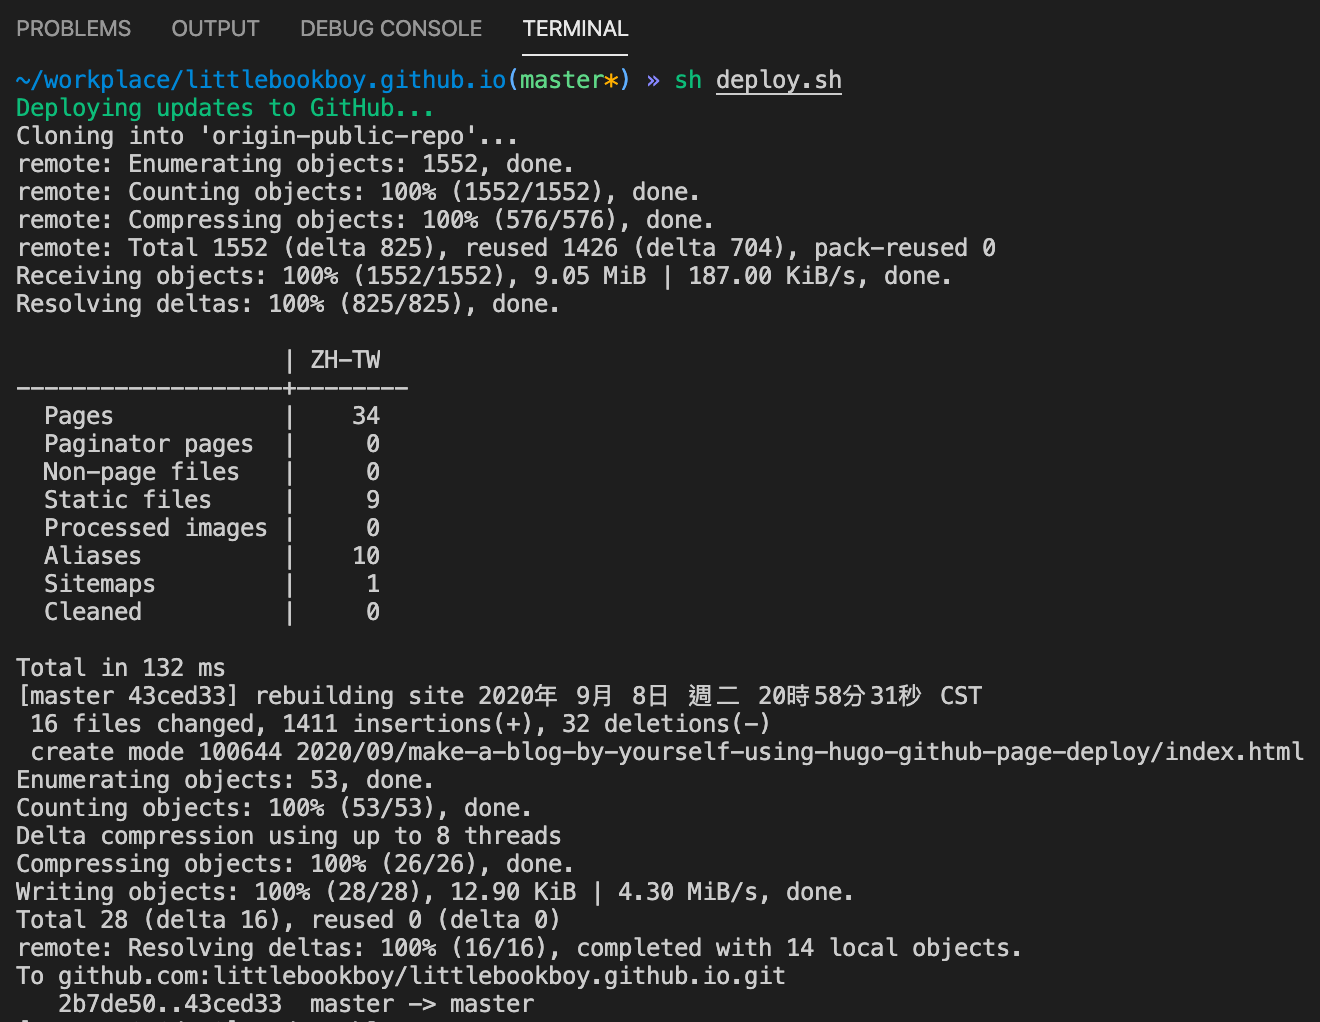 PROBLEMS OUTPUT DEBUG CONSOLE TERMINAL
~/workplace/littlebookboy.github.io(master*) » sh deploy.sh
Deploying updates to GitHub...
Cloning into 'origin-public-repo'...
remote: Enumerating objects: 1552, done.
remote: Counting objects: 100% (1552/1552), done.
remote: Compressing objects: 100% (576/576), done.
remote: Total 1552 (delta 825), reused 1426 (delta 704), pack-reused 0
Receiving objects: 100% (1552/1552), 9.05 MiB | 187.00 KiB/s, done.
Resolving deltas: 100% (825/825), done.
                   | ZH-TW
-------------------+--------
  Pages            |    34
  Paginator pages  |     0
  Non-page files   |     0
  Static files     |     9
  Processed images |     0
  Aliases          |    10
  Sitemaps         |     1
  Cleaned          |     0
Total in 132 ms
[master 43ced33] rebuilding site 2020年 9月 8日 週二 20時58分31秒 CST
 16 files changed, 1411 insertions(+), 32 deletions(-)
 create mode 100644 2020/09/make-a-blog-by-yourself-using-hugo-github-page-deploy/index.html
Enumerating objects: 53, done.
Counting objects: 100% (53/53), done.
Delta compression using up to 8 threads
Compressing objects: 100% (26/26), done.
Writing objects: 100% (28/28), 12.90 KiB | 4.30 MiB/s, done.
Total 28 (delta 16), reused 0 (delta 0)
remote: Resolving deltas: 100% (16/16), completed with 14 local objects.
To github.com:littlebookboy/littlebookboy.github.io.git
   2b7de50..43ced33  master -> master